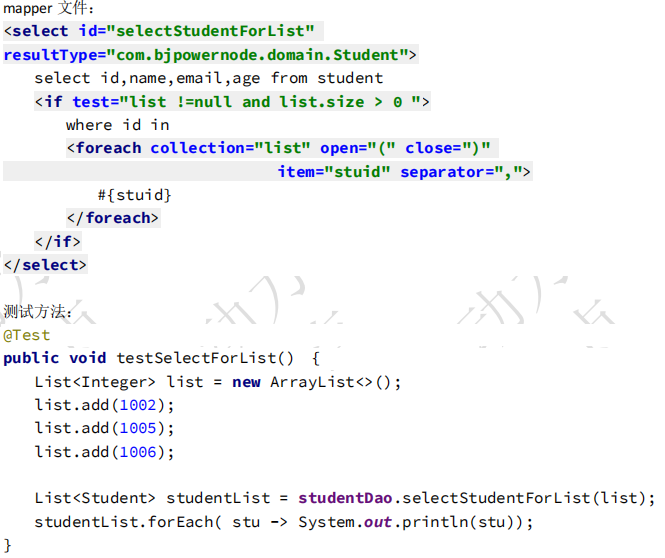 mapper 文件：
<select id="selectStudentForList"
resultType="com.bjpowernode.domain.Student">
select id,name,email,age from student
<if test="list !=null and list.size > 0 ">
where id in
<foreach collection="list" open="(" close=")"
item="stuid" separator=",">
#{stuid}
</foreach>
</if>
</select>
测试方法：
@Test
public void testSelectForList() {
List<Integer> list = new ArrayList<>();
list.add(1002);
list.add(1005);
list.add(1006);
List<Student> studentList = studentDao.selectStudentForList(list);
studentList.forEach( stu -> System.out.println(stu));
}